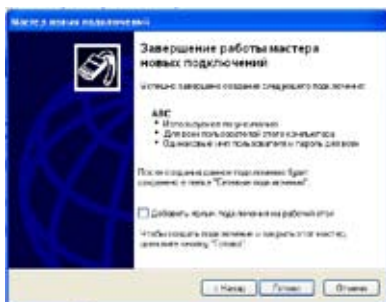 Мастер новых подключений
Завершение работы мастера
новых подключений
Успешно завершено создание следующего подключения:
ABC
• Используется по умолчанию
• Для всех пользователей этого компьютера
• Одинаковые имя пользователя и пароль для всех
После создания данное подключение будет
сохранено в папке "Сетевые подключения".
Добавить ярлык подключения на рабочий стол
Чтобы создать подключение и закрыть этот мастер,
щелкните кнопку "Готово".
< Назад
Готово
Отмена